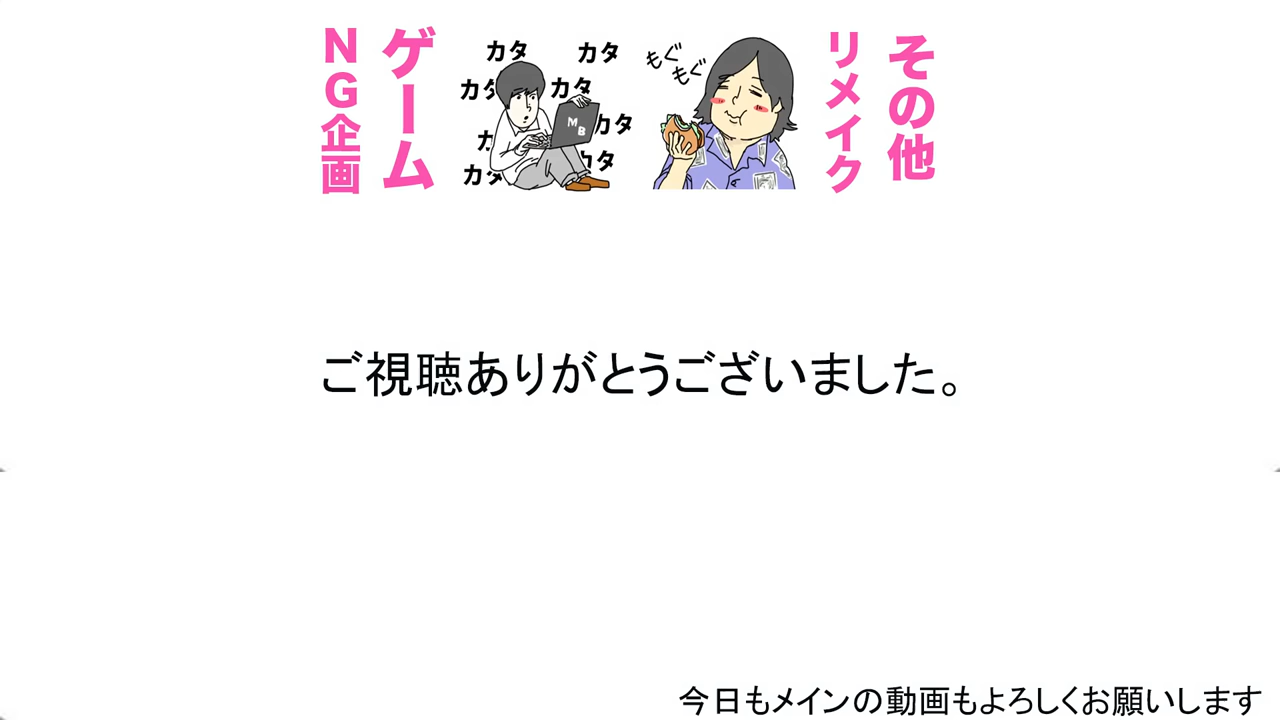 ゲーム
NG企画
カタ
カタ
カタ
カタ
カタ
カタ
カタ
MB
もぐ
もぐ
その他
リメイク
ご視聴ありがとうございました。
今日もメインの動画もよろしくお願いします